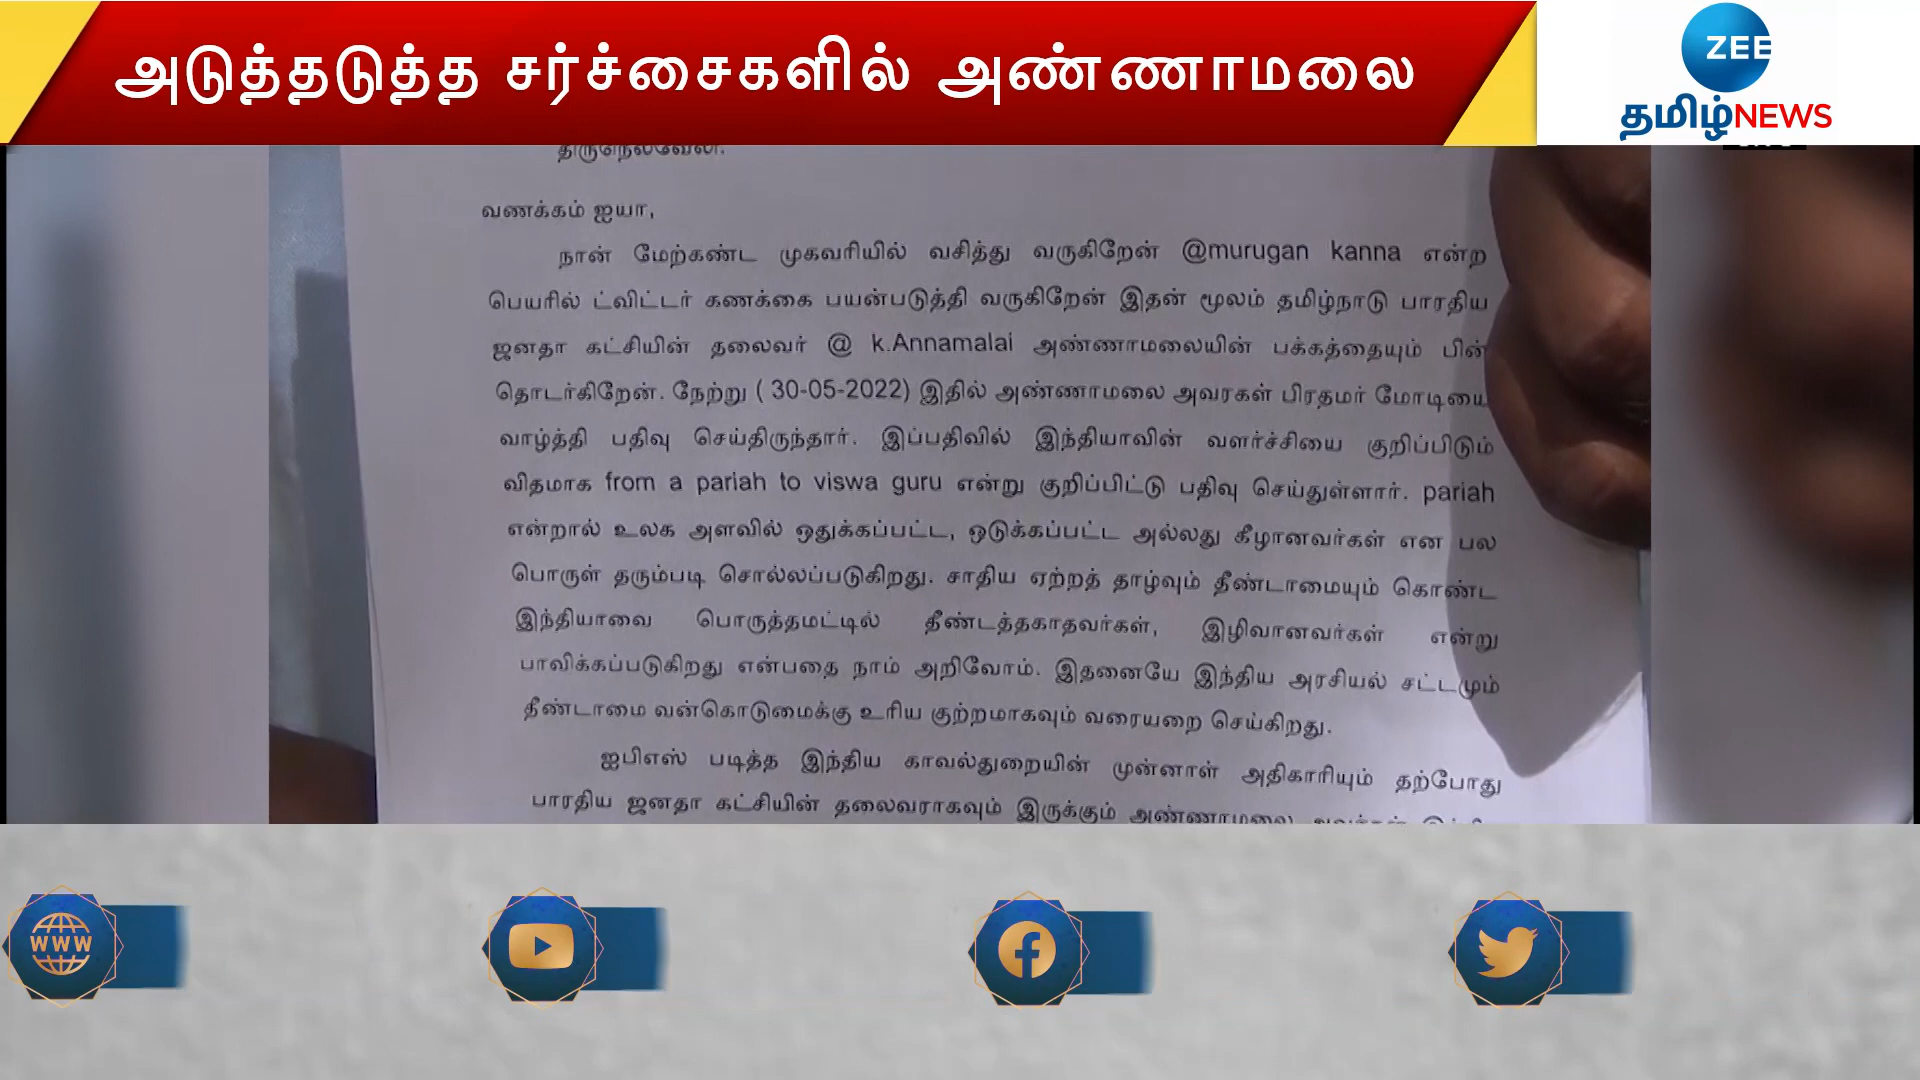 அடுத்தடுத்த சர்ச்சைகளில் அண்ணாமலை
ZEE
தமிழ்NEWS
திருநெல்வேலி.
வணக்கம் ஐயா,
நான் மேற்கண்ட முகவரியில் வசித்து வருகிறேன் @murugan kanna என்ற
பெயரில் ட்விட்டர் கணக்கை பயன்படுத்தி வருகிறேன் இதன் மூலம் தமிழ்நாடு பாரதிய
ஜனதா கட்சியின் தலைவர் @ k.Annamalai அண்ணாமலையின் பக்கத்தையும் பின்
தொடர்கிறேன். நேற்று ( 30-05-2022) இதில் அண்ணாமலை அவரகள் பிரதமர் மோடியை
வாழ்த்தி பதிவு செய்திருந்தார். இப்பதிவில் இந்தியாவின் வளர்ச்சியை குறிப்பிடும்
விதமாக from a pariah to viswa guru என்று குறிப்பிட்டு பதிவு செய்துள்ளார். pariah
என்றால் உலக அளவில் ஒதுக்கப்பட்ட, ஒடுக்கப்பட்ட அல்லது கீழானவர்கள் என பல
பொருள் தரும்படி சொல்லப்படுகிறது. சாதிய ஏற்றத் தாழ்வும் தீண்டாமையும் கொண்ட
இந்தியாவை பொருத்தமட்டில் தீண்டத்தகாதவர்கள், இழிவானவர்கள் என்று
பாவிக்கப்படுகிறது என்பதை நாம் அறிவோம். இதனையே இந்திய அரசியல் சட்டமும்
தீண்டாமை வன்கொடுமைக்கு உரிய குற்றமாகவும் வரையறை செய்கிறது.
ஐபிஎஸ் படித்த இந்திய காவல்துறையின் முன்னாள் அதிகாரியும் தற்போது
பாரதிய ஜனதா கட்சியின் தலைவராகவும் இருக்கும் அண்ணாமலை
WWW